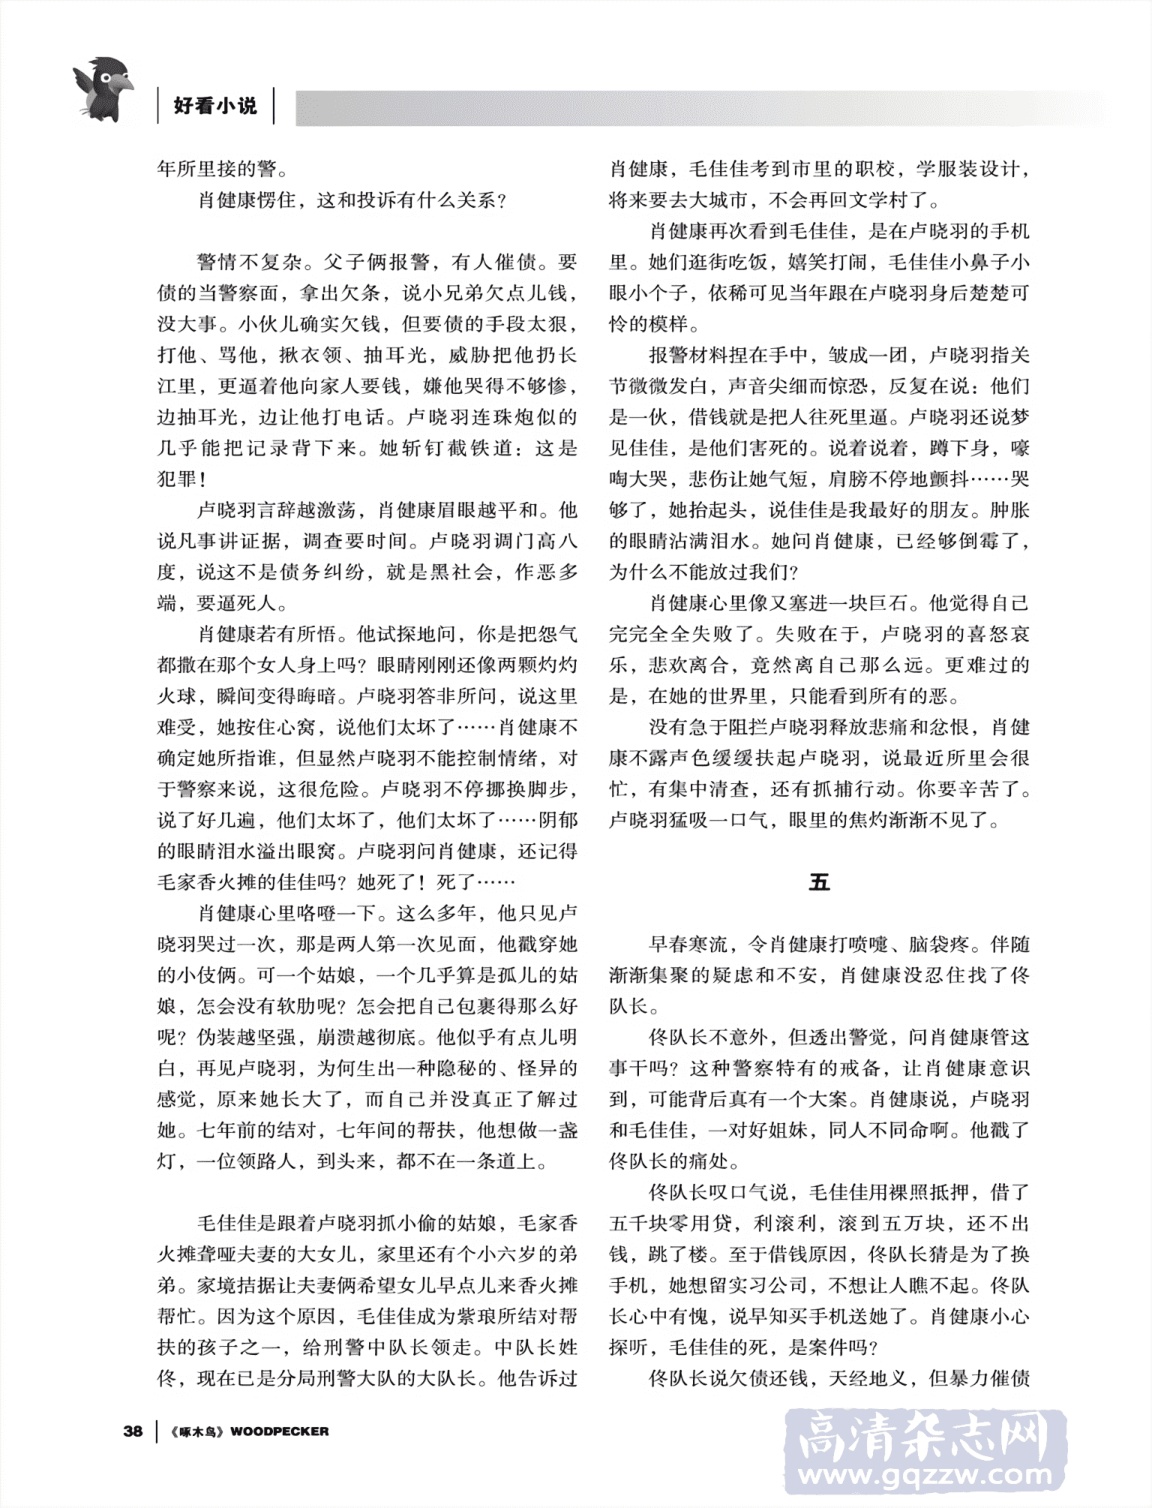 好看小说
年所里接的警。
肖健康愣住，这和投诉有什么关系？
警情不复杂。父子俩报警，有人催债。要
债的当警察面，拿出欠条，说小兄弟欠点儿钱，
没大事。小伙儿确实欠钱，但要债的手段太狠，
打他、骂他，揪衣领、抽耳光，威胁把他扔长
江里，更逼着他向家人要钱，嫌他哭得不够惨，
边抽耳光，边让他打电话。卢晓羽连珠炮似的
几乎能把记录背下来。她斩钉截铁道：这是
犯罪！
卢晓羽言辞越激荡，肖健康眉眼越平和。他
说凡事讲证据，调查要时间。卢晓羽调门高八
度，说这不是债务纠纷，就是黑社会，作恶多
端，要逼死人。
肖健康若有所悟。他试探地问，你是把怨气
都撒在那个女人身上吗？眼睛刚刚还像两颗灼灼
火球，瞬间变得晦暗。卢晓羽答非所问，说这里
难受，她按住心窝，说他们太坏了……肖健康不
确定她所指谁，但显然卢晓羽不能控制情绪，对
于警察来说，这很危险。卢晓羽不停挪换脚步，
说了好几遍，他们太坏了，他们太坏了……阴郁
的眼睛泪水溢出眼窝。卢晓羽问肖健康，还记得
毛家香火摊的佳佳吗？她死了！死了……
肖健康心里咯噔一下。这么多年，他只见卢
晓羽哭过一次，那是两人第一次见面，他戳穿她
的小伎俩。可一个姑娘，一个几乎算是孤儿的姑
娘，怎会没有软肋呢？怎会把自己包裹得那么好
呢？伪装越坚强，崩溃越彻底。他似乎有点儿明
白，再见卢晓羽，为何生出一种隐秘的、怪异的
感觉，原来她长大了，而自己并没真正了解过
她。七年前的结对，七年间的帮扶，他想做一盏
灯，一位领路人，到头来，都不在一条道上。
毛佳佳是跟着卢晓羽抓小偷的姑娘，毛家香
火摊聋哑夫妻的大女儿，家里还有个小六岁的弟
弟。家境拮据让夫妻俩希望女儿早点儿来香火摊
帮忙。因为这个原因，毛佳佳成为紫琅所结对帮
扶的孩子之一，给刑警中队长领走。中队长姓
佟，现在已是分局刑警大队的大队长。他告诉过
肖健康，毛佳佳考到市里的职校，学服装设计，
将来要去大城市，不会再回文学村了。
肖健康再次看到毛佳佳，是在卢晓羽的手机
里。她们逛街吃饭，嬉笑打闹，毛佳佳小鼻子小
眼小个子，依稀可见当年跟在卢晓羽身后楚楚可
怜的模样。
报警材料捏在手中，皱成一团，卢晓羽指关
节微微发白，声音尖细而惊恐，反复在说：他们
是一伙，借钱就是把人往死里逼。卢晓羽还说梦
见佳佳，是他们害死的。说着说着，蹲下身，嚎
啕大哭，悲伤让她气短，肩膀不停地颤抖……哭
够了，她抬起头，说佳佳是我最好的朋友。肿胀
的眼睛沾满泪水。她问肖健康，已经够倒霉了，
为什么不能放过我们？
肖健康心里像又塞进一块巨石。他觉得自己
完完全全失败了。失败在于，卢晓羽的喜怒哀
乐，悲欢离合，竟然离自己那么远。更难过的
是，在她的世界里，只能看到所有的恶。
没有急于阻拦卢晓羽释放悲痛和忿恨，肖健
康不露声色缓缓扶起卢晓羽，说最近所里会很
忙，有集中清查，还有抓捕行动。你要辛苦了。
卢晓羽猛吸一口气，眼里的焦灼渐渐不见了。
五
早春寒流，令肖健康打喷嚏、脑袋疼。伴随
渐渐集聚的疑虑和不安，肖健康没忍住找了佟
队长。
佟队长不意外，但透出警觉，问肖健康管这
事干吗？这种警察特有的戒备，让肖健康意识
到，可能背后真有一个大案。肖健康说，卢晓羽
和毛佳佳，一对好姐妹，同人不同命啊。他戳了
佟队长的痛处。
佟队长叹口气说，毛佳佳用裸照抵押，借了
五千块零用贷，利滚利，滚到五万块，还不出
钱，跳了楼。至于借钱原因，佟队长猜是为了换
手机，她想留实习公司，不想让人瞧不起。佟队
长心中有愧，说早知买手机送她了。肖健康小心
探听，毛佳佳的死，是案件吗？
佟队长说欠债还钱，天经地义，但暴力催债
38 《啄木鸟》WOODPECKER
高清杂志网
www.gqzzw.com